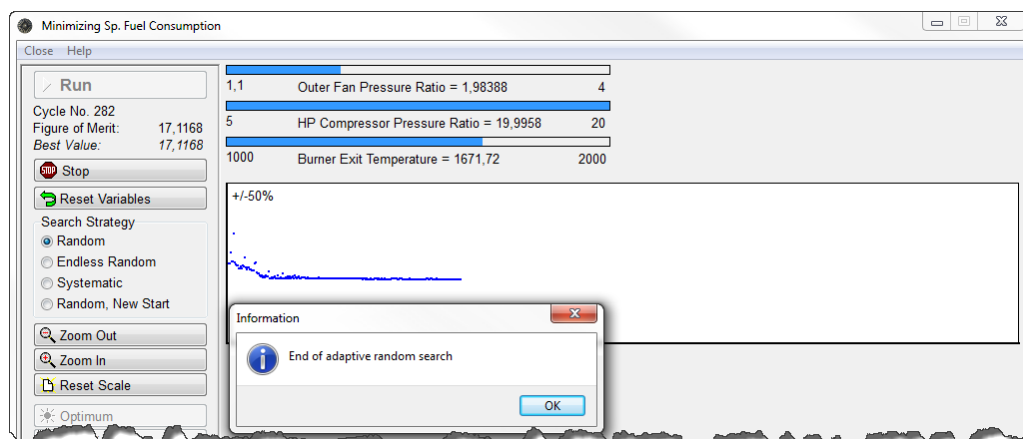 Minimizing Sp. Fuel Consumption
Close Help
Run
Cycle No. 282
Figure of Merit: 17,1168
Best Value: 17,1168
STOP Stop
Reset Variables
Search Strategy
Random
Endless Random
Systematic
Random, New Start
Zoom Out
Zoom In
Reset Scale
Optimum
1,1 Outer Fan Pressure Ratio = 1,98388 4
5 HP Compressor Pressure Ratio = 19,9958 20
1000 Burner Exit Temperature = 1671,72 2000
+/-50%
Information
End of adaptive random search
OK